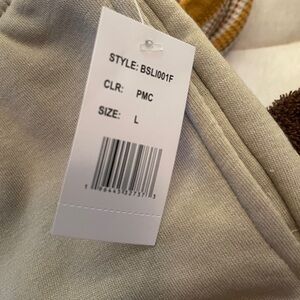 STYLE: BSLI001F
CLR: PMC
SIZE: L